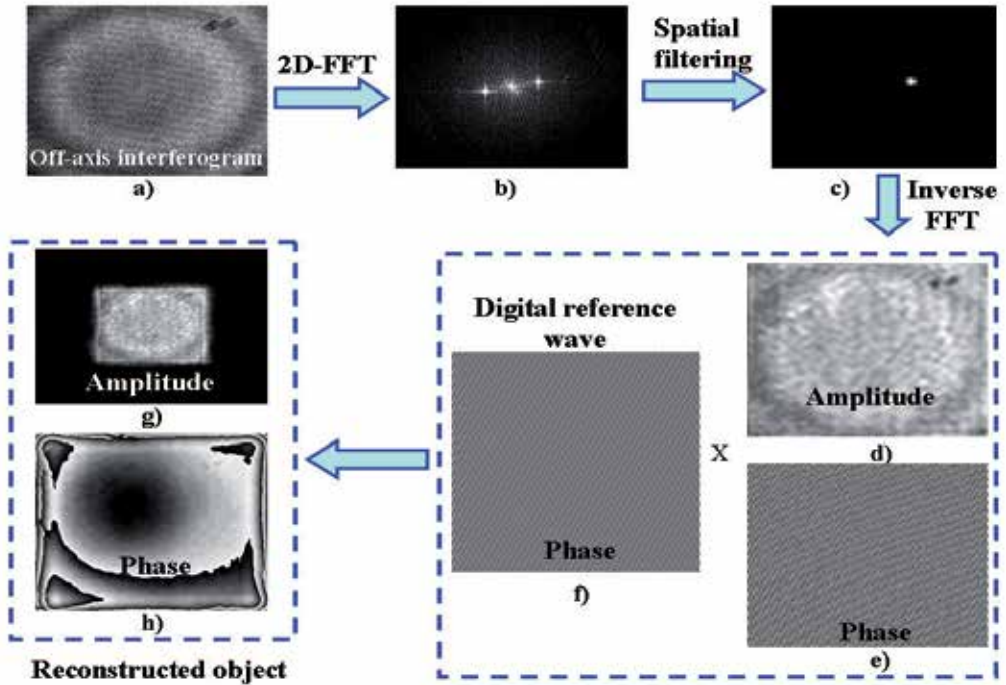 2D-FFT
Spatial
filtering
Off-axis interferogram
a)
b)
c)
Inverse
FFT
Digital reference
wave
Amplitude
g)
Amplitude
d)
X
Phase
h)
Phase
f)
Phase
e)
Reconstructed object